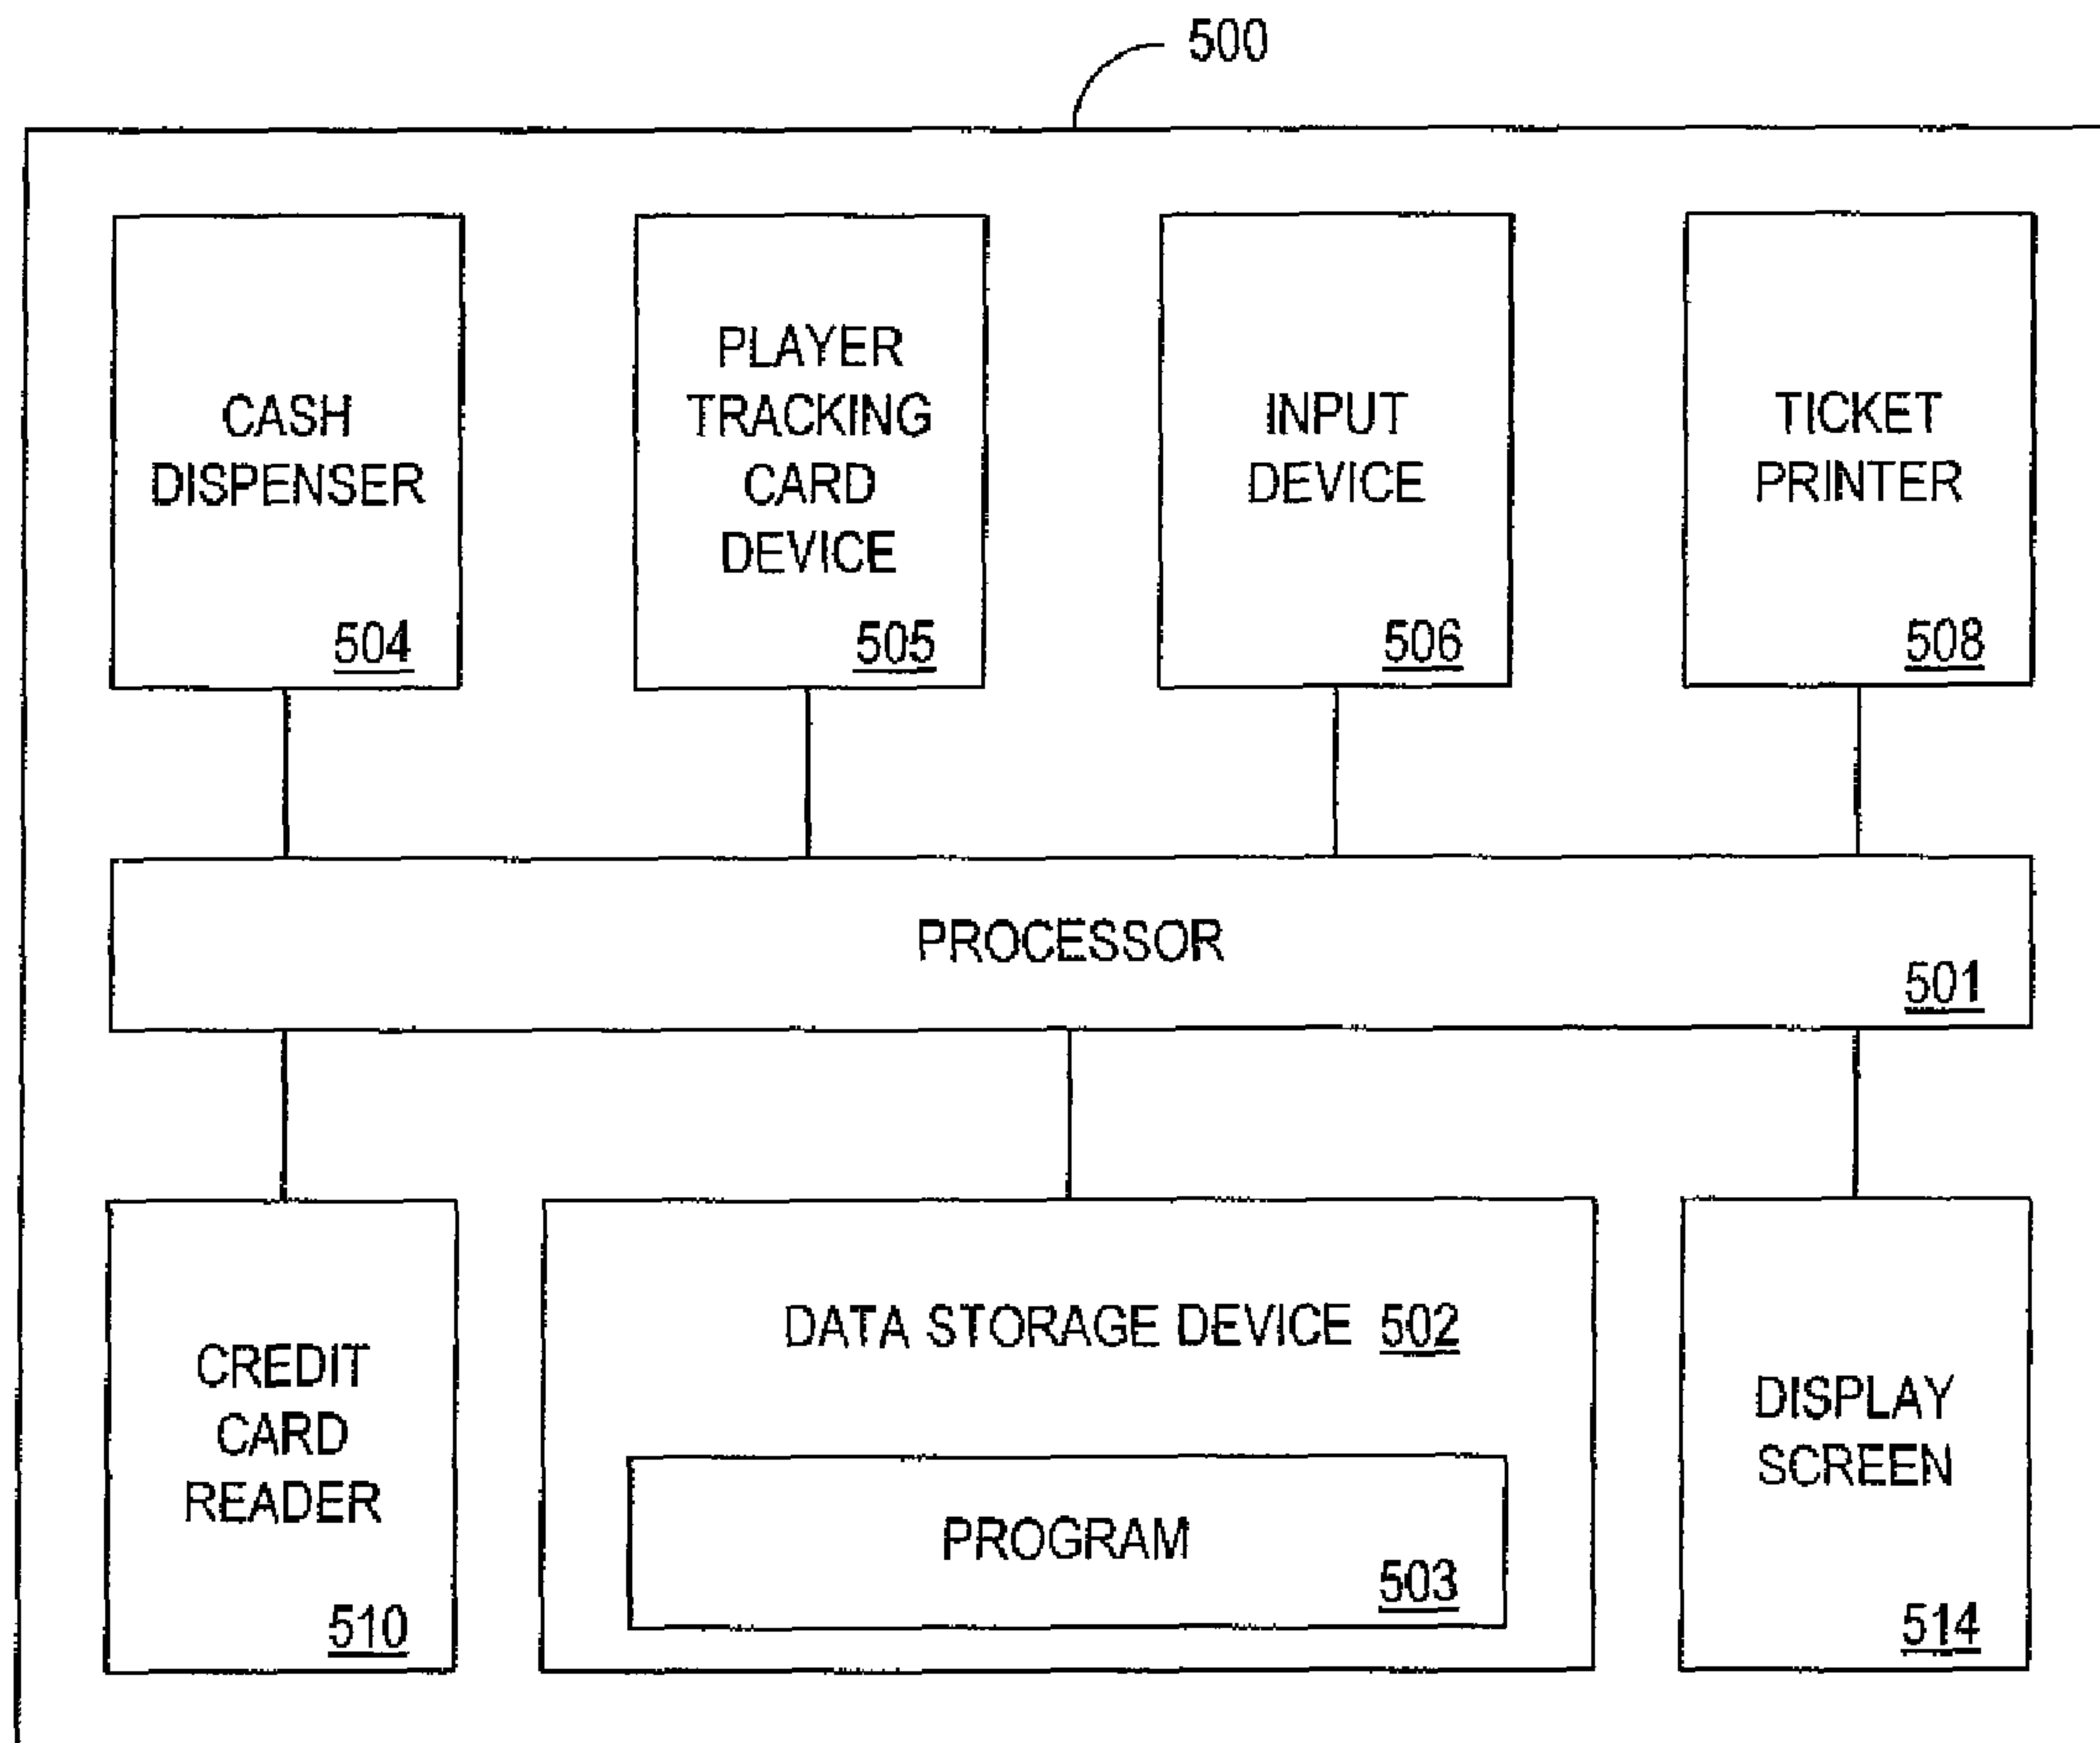 500
CASH
DISPENSER
504
PLAYER
TRACKING
CARD
DEVICE
505
INPUT
DEVICE
506
TICKET
PRINTER
508
PROCESSOR
501
CREDIT
CARD
READER
510
DATA STORAGE DEVICE 502
PROGRAM
503
DISPLAY
SCREEN
514